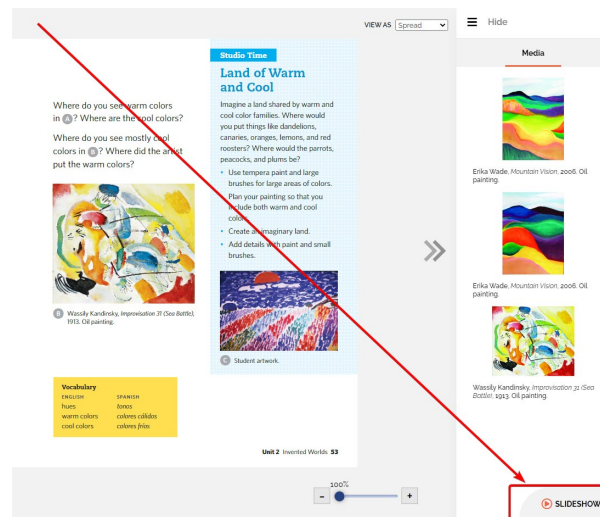 VIEW AS Spread
Hide
Media
Where do you see warm colors
in A? Where are the cool colors?
Where do you see mostly cool
colors in B? Where did the artist
put the warm colors?
B Wassily Kandinsky, Improvisation 31 (Sea Battle),
1913. Oil painting.
Vocabulary
ENGLISH SPANISH
hues tonos
warm colors colores cálidos
cool colors colores fríos
Studio Time
Land of Warm
and Cool
Imagine a land shared by warm and
cool color families. Where would
you put things like dandelions,
canaries, oranges, lemons, and red
roosters? Where would the parrots,
peacocks, and plums be?
• Use tempera paint and large
brushes for large areas of colors.
Plan your painting so that you
include both warm and cool
colors.
• Create an imaginary land.
• Add details with paint and small
brushes.
C Student artwork.
Unit 2 Invented Worlds 53
100%
- +
Erika Wade, Mountain Vision, 2006. Oil
painting.
Erika Wade, Mountain Vision, 2006. Oil
painting.
Wassily Kandinsky, Improvisation 31 (Sea
Battle), 1913. Oil painting.
SLIDESHOW